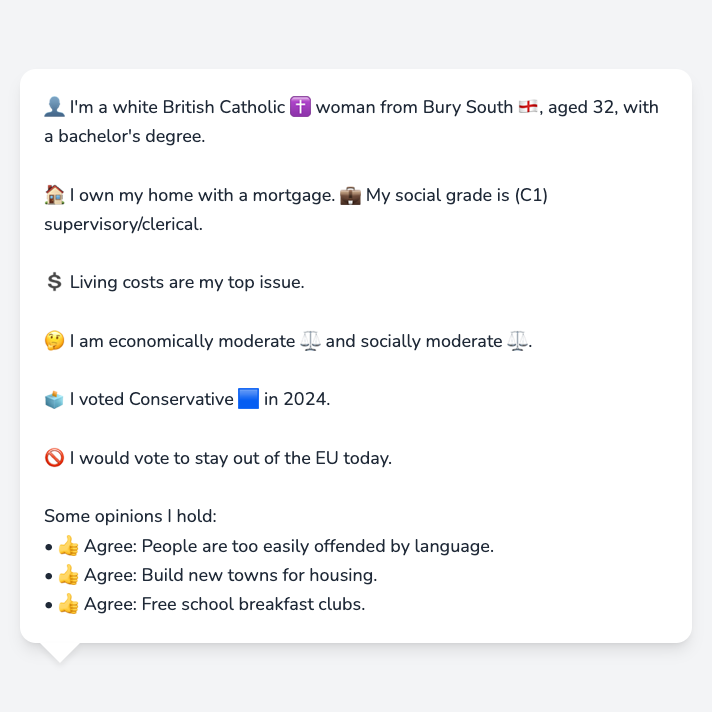 👤 I'm a white British Catholic ✝️ woman from Bury South 🏴󠁧󠁢󠁥󠁮󠁧󠁿, aged 32, with
a bachelor's degree.
🏠 I own my home with a mortgage. 💼 My social grade is (C1)
supervisory/clerical.
💲 Living costs are my top issue.
🤔 I am economically moderate ⚖️ and socially moderate ⚖️.
🗳️ I voted Conservative 🟦 in 2024.
🚫 I would vote to stay out of the EU today.
Some opinions I hold:
• 👍 Agree: People are too easily offended by language.
• 👍 Agree: Build new towns for housing.
• 👍 Agree: Free school breakfast clubs.